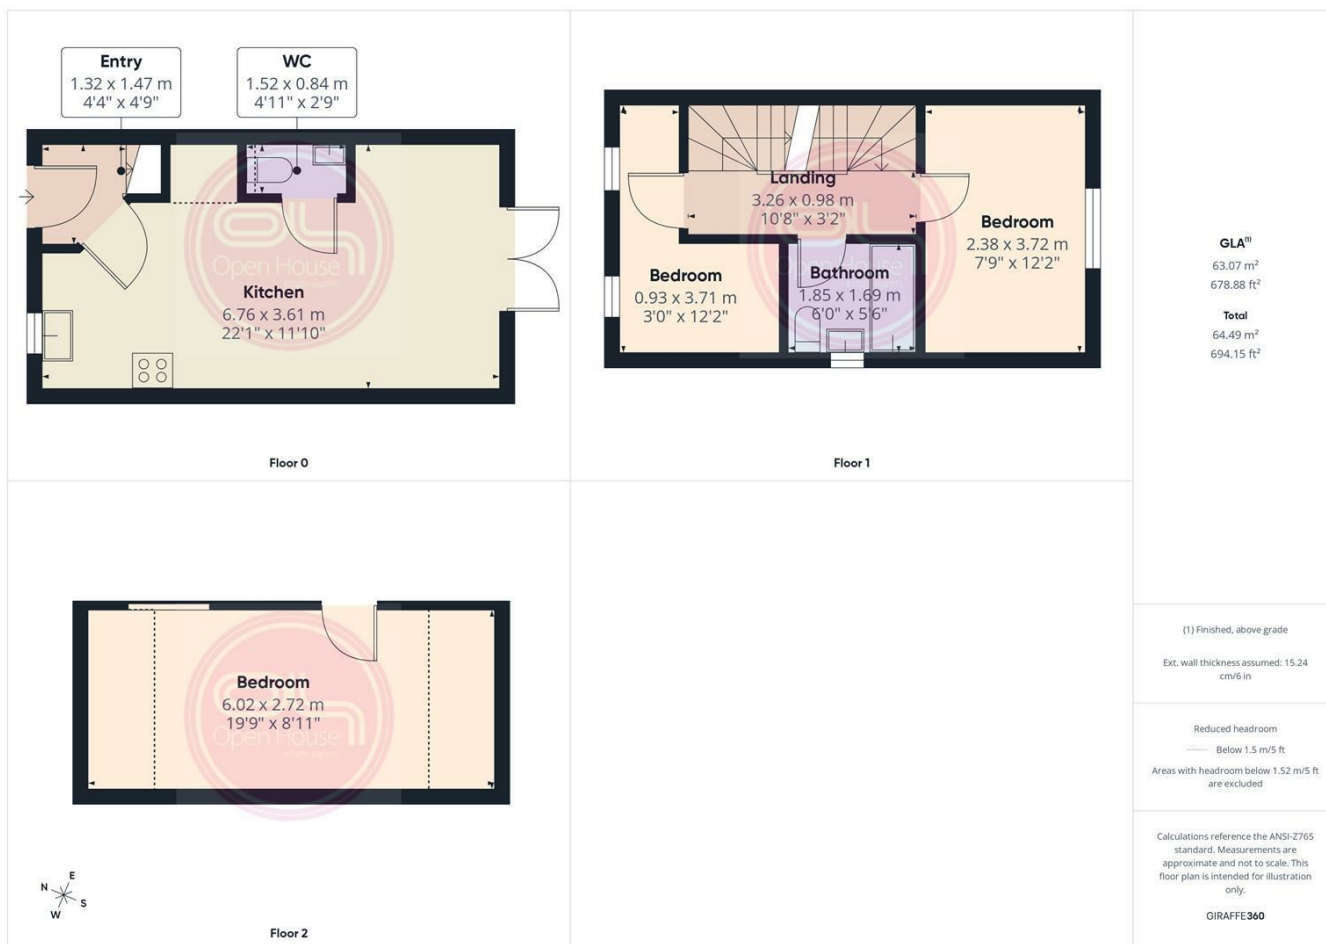 Entry
1.32 x 1.47 m
4'4" x 4'9"
WC
1.52 x 0.84 m
4'11" x 2'9"
Open House
Kitchen
6.76 x 3.61 m
22'1" x 11'10"
Floor 0
Landing
3.26 x 0.98 m
10'8" x 3'2"
Bedroom
2.38 x 3.72 m
7'9" x 12'2"
Open House
Bedroom
0.93 x 3.71 m
3'0" x 12'2"
Bathroom
1.85 x 1.69 m
6'0" x 5'6"
Floor 1
GLA(1)
63.07 m²
678.88 ft²
Total
64.49 m²
694.15 ft²
Bedroom
6.02 x 2.72 m
19'9" x 8'11"
Open House
estate agents
N
E
S
W
Floor 2
(1) Finished, above grade
Ext. wall thickness assumed: 15.24
cm/6 in
Reduced headroom
Below 1.5 m/5 ft
Areas with headroom below 1.52 m/5 ft
are excluded
Calculations reference the ANSI-Z765
standard. Measurements are
approximate and not to scale. This
floor plan is intended for illustration
only.
GIRAFFE360